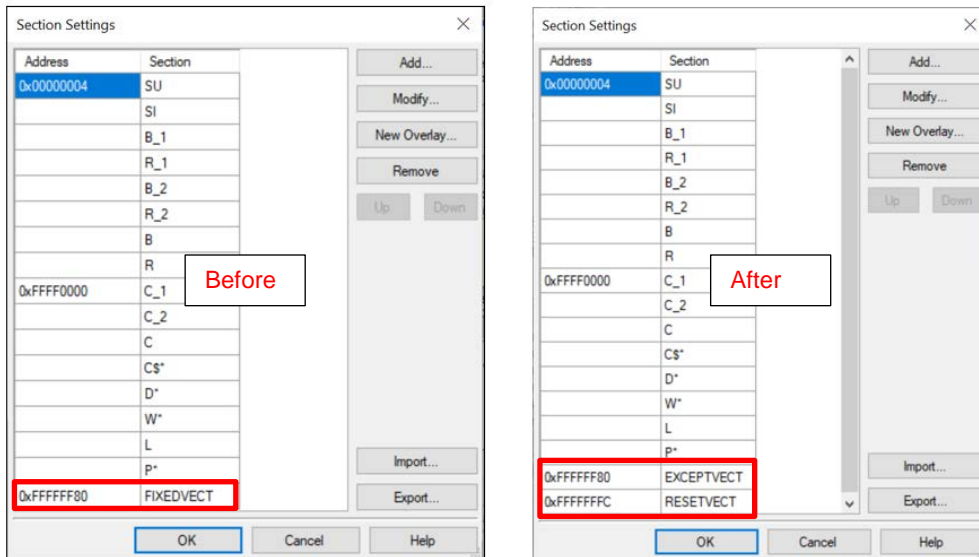 Section Settings
Address Section
0x00000004 SU
SI
B_1
R_1
B_2
R_2
B
R
0xFFFF0000 C_1
C_2
C
C$*
D*
W*
L
P*
0xFFFFFF80 FIXEDVECT
Add...
Modify...
New Overlay...
Remove
Up Down
Import...
Export...
OK Cancel Help
Before
Section Settings
Address Section
0x00000004 SU
SI
B_1
R_1
B_2
R_2
B
R
0xFFFF0000 C_1
C_2
C
C$*
D*
W*
L
P*
0xFFFFFF80 EXCEPTVECT
0xFFFFFFFC RESETVECT
Add...
Modify...
New Overlay...
Remove
Up Down
Import...
Export...
OK Cancel Help
After